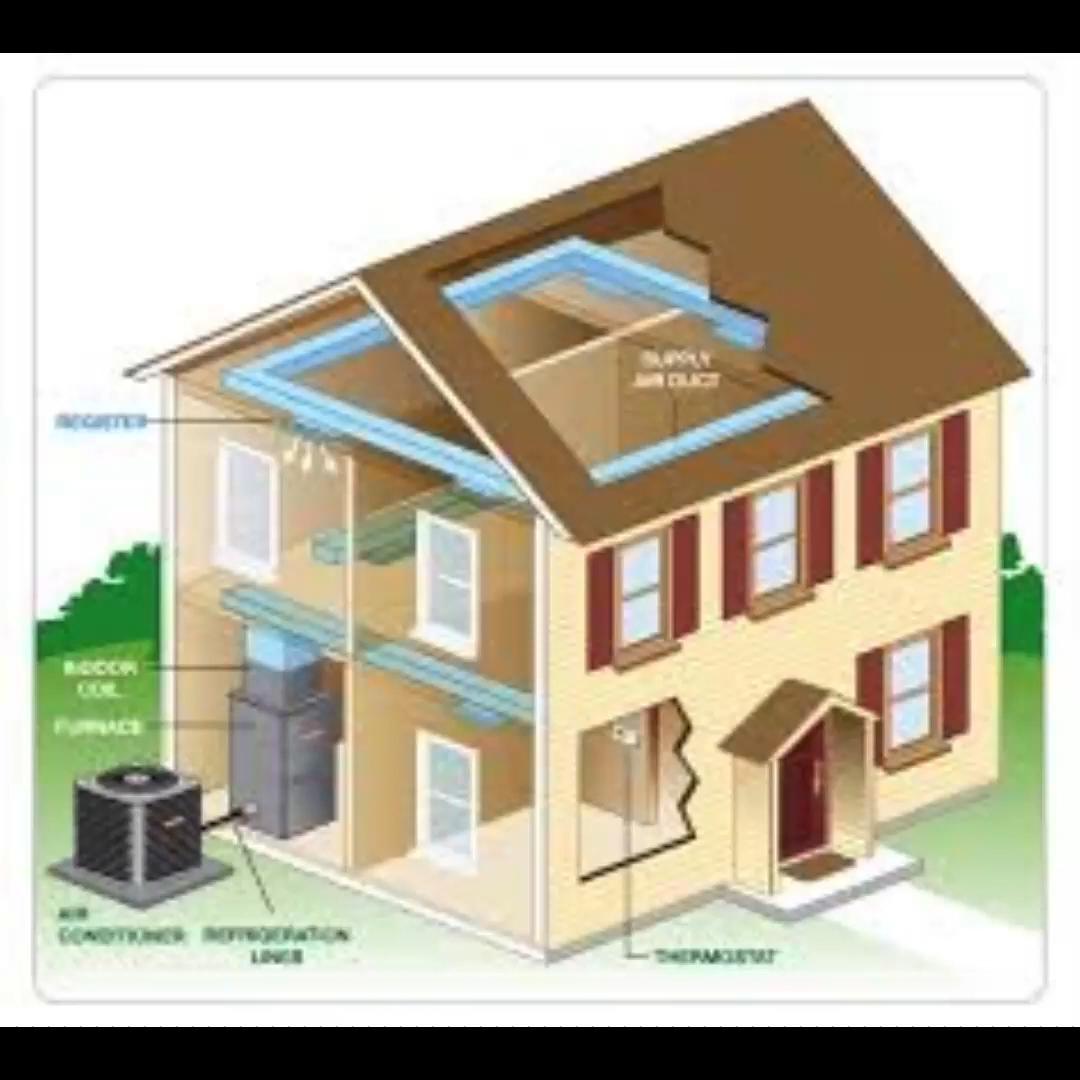 SUPPLY
AIR DUCT
REGISTER
INDOOR
COIL
FURNACE
AIR
CONDITIONER
REFRIGERATION
LINES
THERMOSTAT